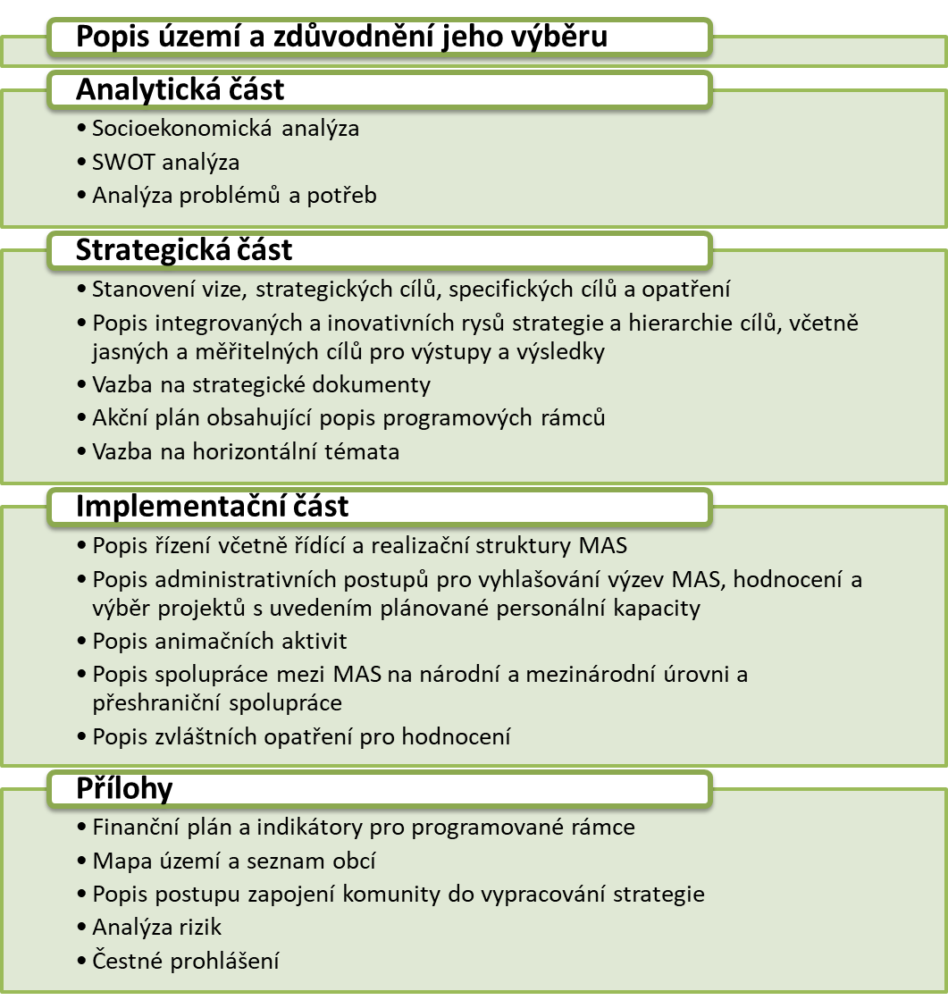 Popis území a zdůvodnění jeho výběru
Analytická část
• Socioekonomická analýza
• SWOT analýza
• Analýza problémů a potřeb
Strategická část
• Stanovení vize, strategických cílů, specifických cílů a opatření
• Popis integrovaných a inovativních rysů strategie a hierarchie cílů, včetně
jasných a měřitelných cílů pro výstupy a výsledky
• Vazba na strategické dokumenty
• Akční plán obsahující popis programových rámců
• Vazba na horizontální témata
Implementační část
• Popis řízení včetně řídící a realizační struktury MAS
• Popis administrativních postupů pro vyhlašování výzev MAS, hodnocení a
výběr projektů s uvedením plánované personální kapacity
• Popis animačních aktivit
• Popis spolupráce mezi MAS na národní a mezinárodní úrovni a
přeshraniční spolupráce
• Popis zvláštních opatření pro hodnocení
Přílohy
• Finanční plán a indikátory pro programované rámce
• Mapa území a seznam obcí
• Popis postupu zapojení komunity do vypracování strategie
• Analýza rizik
• Čestné prohlášení